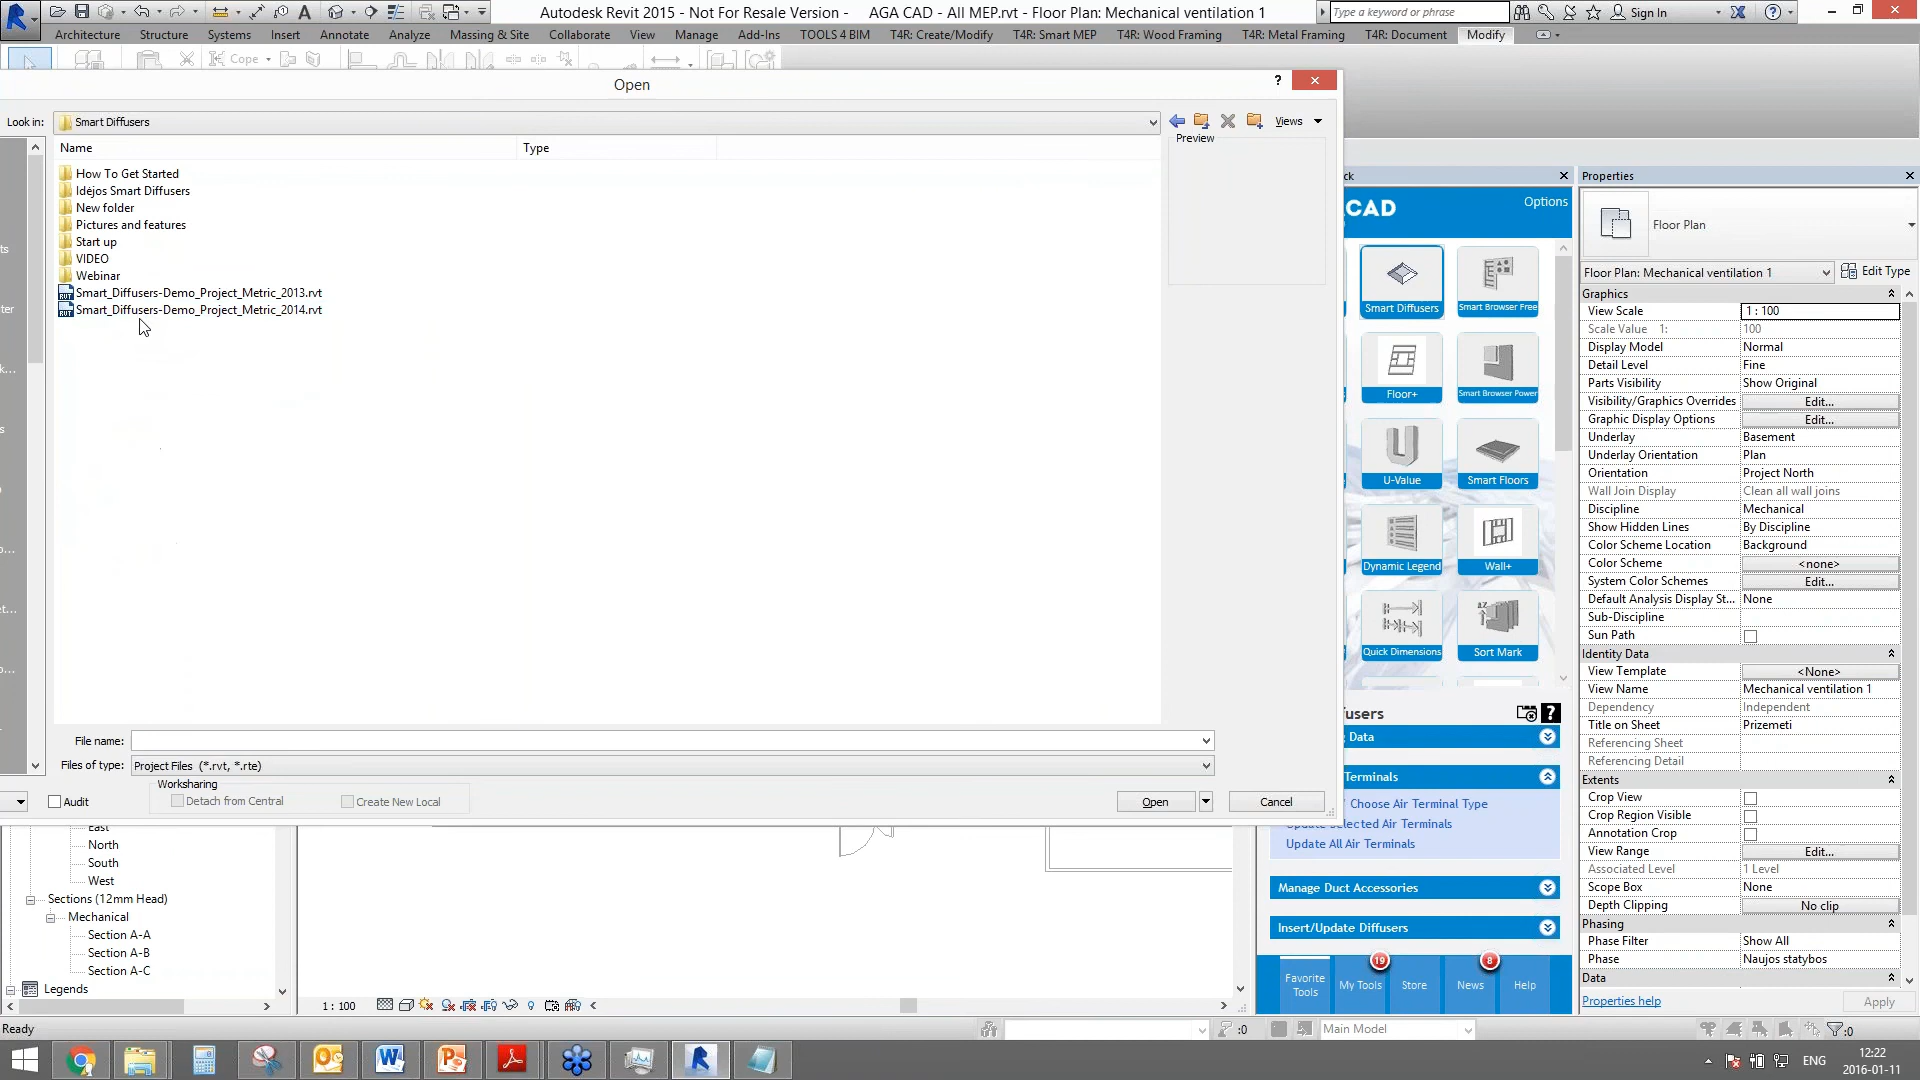 Autodesk Revit 2015 - Not For Resale Version - AGA CAD - All MEP.rvt - Floor Plan: Mechanical ventilation 1
Type a keyword or phrase
Sign In
Architecture Structure Systems Insert Annotate Analyze Massing & Site Collaborate View Manage Add-Ins TOOLS 4 BIM T4R: Create/Modify T4R: Smart MEP T4R: Wood Framing T4R: Metal Framing T4R: Document Modify
Cope
Open
Look in: Smart Diffusers
Views
Preview
Name Type
How To Get Started
Idėjos Smart Diffusers
New folder
Pictures and features
Start up
VIDEO
Webinar
Smart_Diffusers-Demo_Project_Metric_2013.rvt
Smart_Diffusers-Demo_Project_Metric_2014.rvt
File name:
Files of type: Project Files (*.rvt, *.rte)
Worksharing
Audit
Detach from Central
Create New Local
Open
Cancel
East
North
South
West
Sections (12mm Head)
Mechanical
Section A-A
Section A-B
Section A-C
Legends
1 : 100
CAD
Options
Smart Diffusers
Smart Browser Free
Floor+
Smart Browser Power
U-Value
Smart Floors
Dynamic Legend
Wall+
Quick Dimensions
Sort Mark
Data
Terminals
Choose Air Terminal Type
Update Selected Air Terminals
Update All Air Terminals
Manage Duct Accessories
Insert/Update Diffusers
19
8
Favorite Tools
My Tools
Store
News
Help
Properties
Floor Plan
Floor Plan: Mechanical ventilation 1
Edit Type
Graphics
View Scale 1 : 100
Scale Value 1: 100
Display Model Normal
Detail Level Fine
Parts Visibility Show Original
Visibility/Graphics Overrides Edit...
Graphic Display Options Edit...
Underlay Basement
Underlay Orientation Plan
Orientation Project North
Wall Join Display Clean all wall joins
Discipline Mechanical
Show Hidden Lines By Discipline
Color Scheme Location Background
Color Scheme <none>
System Color Schemes Edit...
Default Analysis Display St... None
Sub-Discipline
Sun Path
Identity Data
View Template <None>
View Name Mechanical ventilation 1
Dependency Independent
Title on Sheet Prizemeti
Referencing Sheet
Referencing Detail
Extents
Crop View
Crop Region Visible
Annotation Crop
View Range Edit...
Associated Level 1 Level
Scope Box None
Depth Clipping No clip
Phasing
Phase Filter Show All
Phase Naujos statybos
Data
Properties help
Apply
Ready
:0
Main Model
:0
ENG
12:22
2016-01-11